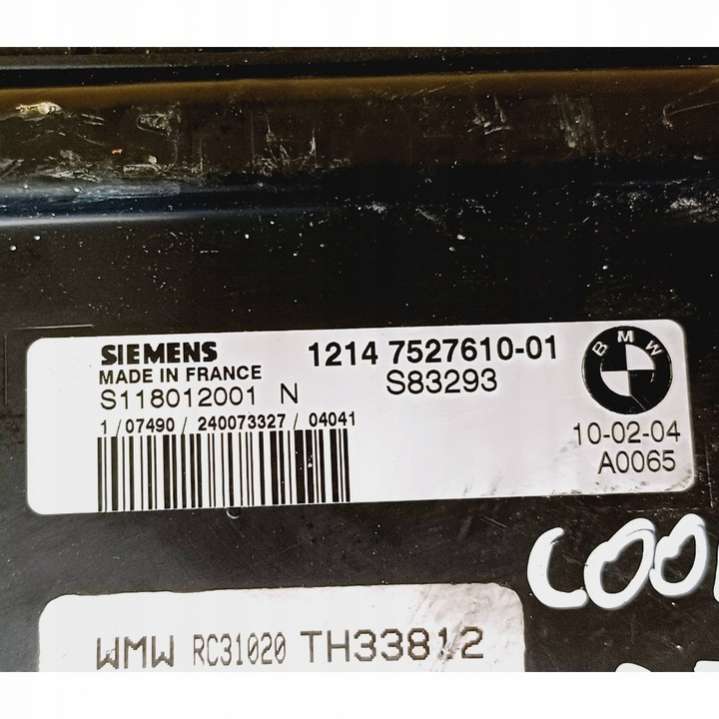 SIEMENS 1214 7527610-01
MADE IN FRANCE S83293
S118012001 N
1/07490/240073327/04041
BMW
10-02-04
A0065
WMW RC31020 TH33812